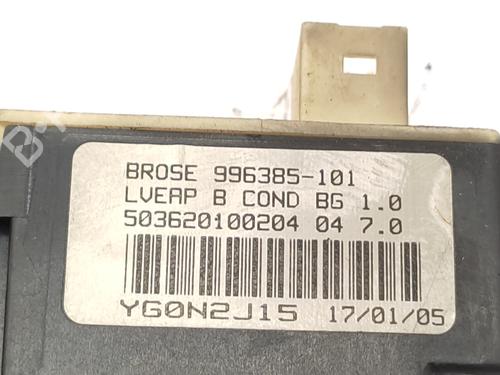 BROSE 996385-101
LVEAP B COND BG 1.0
503620100204 04 7.0
YG0N2J15 17/01/05